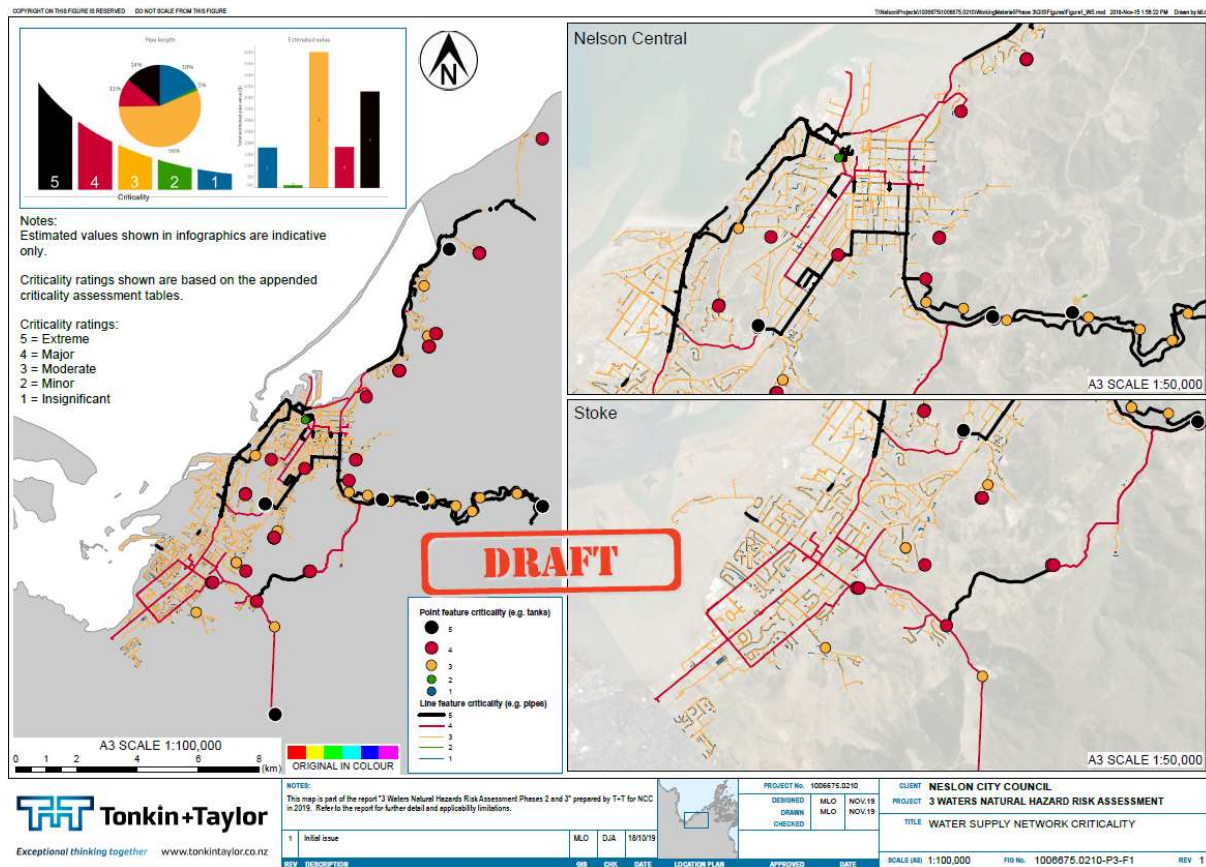 COPYRIGHT ON THIS FIGURE IS RESERVED DO NOT SCALE FROM THIS FIGURE
Pipe length
14%
10%
1%
11%
Estimated value
5
4
3
2
1
Criticality
N
Notes:
Estimated values shown in infographics are indicative
only.
Criticality ratings shown are based on the appended
criticality assessment tables.
Criticality ratings:
5 = Extreme
4 = Major
3 = Moderate
2 = Minor
1 = Insignificant
Nelson Central
A3 SCALE 1:50,000
Stoke
A3 SCALE 1:50,000
DRAFT
Point feature criticality (e.g. tanks)
5
4
3
2
1
Line feature criticality (e.g. pipes)
5
4
3
2
1
A3 SCALE 1:100,000
0 1 2 4 6 8
(km)
ORIGINAL IN COLOUR
Tonkin+Taylor
Exceptional thinking together www.tonkintaylor.co.nz
NOTES:
This map is part of the report "3 Waters Natural Hazards Risk Assessment Phases 2 and 3" prepared by T+T for NCC
in 2019. Refer to the report for further detail and applicability limitations.
1 Initial issue MLO DJA 18/10/19
REV DESCRIPTION GIS CHK DATE
LOCATION PLAN
PROJECT No. 1006675.0210
DESIGNED MLO NOV.19
DRAWN MLO NOV.19
CHECKED
APPROVED DATE
CLIENT NESLON CITY COUNCIL
PROJECT 3 WATERS NATURAL HAZARD RISK ASSESSMENT
TITLE WATER SUPPLY NETWORK CRITICALITY
SCALE (A3) 1:100,000 FIG No. 1006675.0210-P3-F1 REV 1